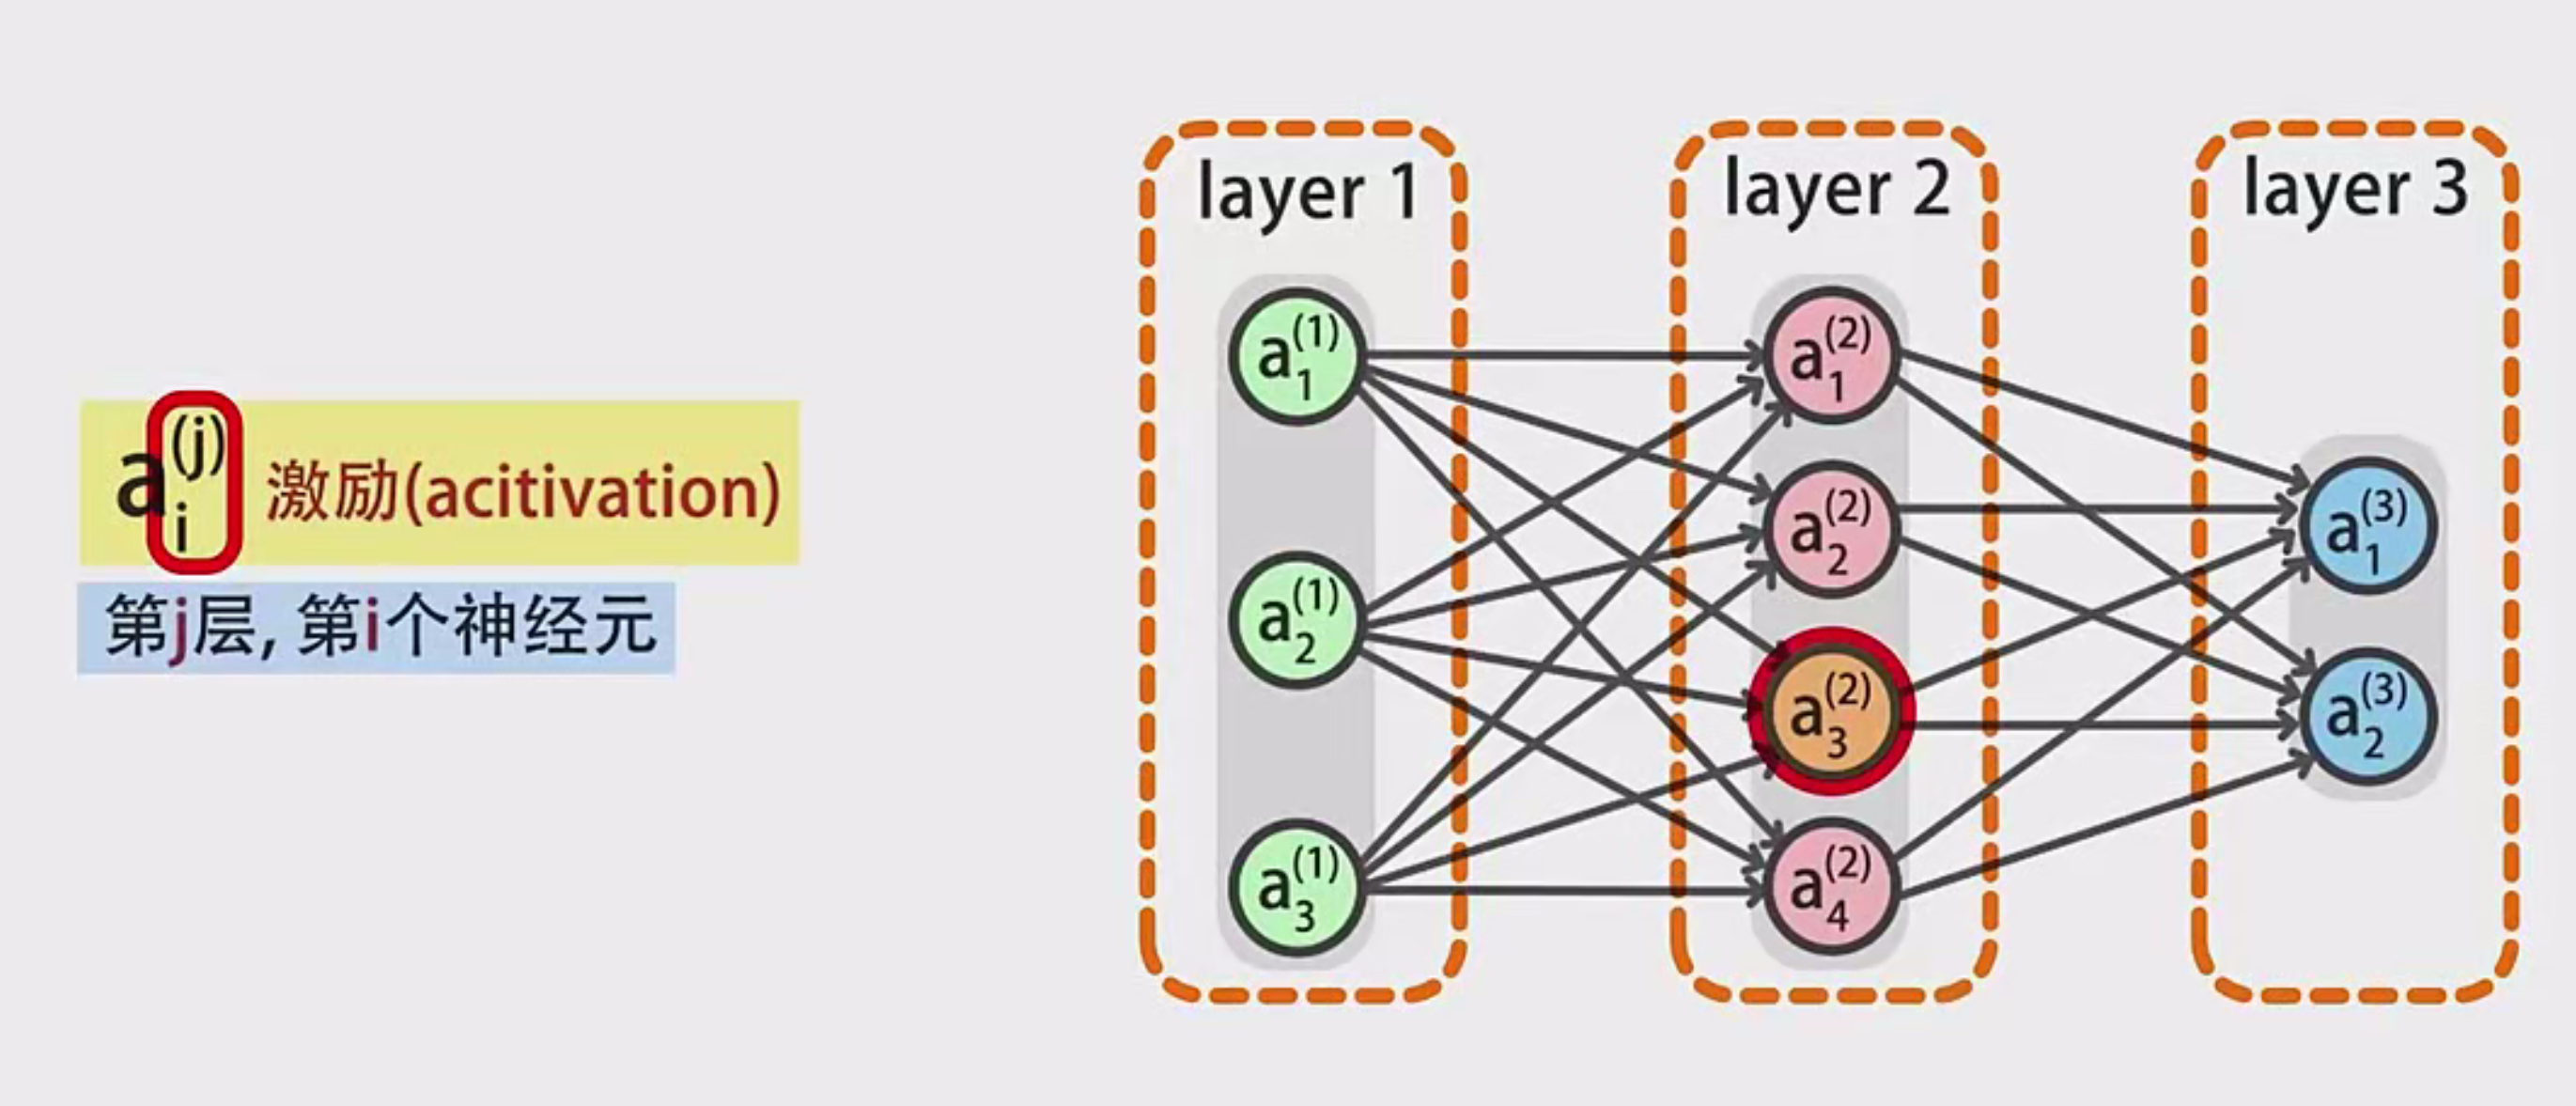 a_i^(j) 激励(acitivation)
第j层, 第i个神经元
layer 1
a_1^(1)
a_2^(1)
a_3^(1)
layer 2
a_1^(2)
a_2^(2)
a_3^(2)
a_4^(2)
layer 3
a_1^(3)
a_2^(3)